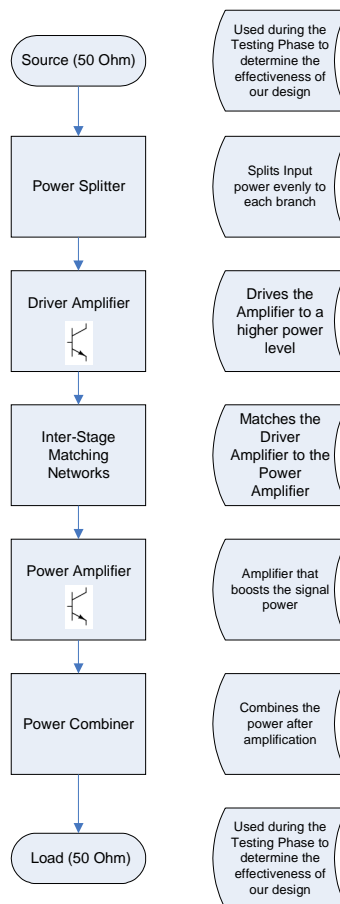 Source (50 Ohm)
Used during the
Testing Phase to
determine the
effectiveness of
our design
Power Splitter
Splits Input
power evenly to
each branch
Driver Amplifier
Drives the
Amplifier to a
higher power
level
Inter-Stage
Matching
Networks
Matches the
Driver
Amplifier to the
Power
Amplifier
Power Amplifier
Amplifier that
boosts the signal
power
Power Combiner
Combines the
power after
amplification
Load (50 Ohm)
Used during the
Testing Phase to
determine the
effectiveness of
our design